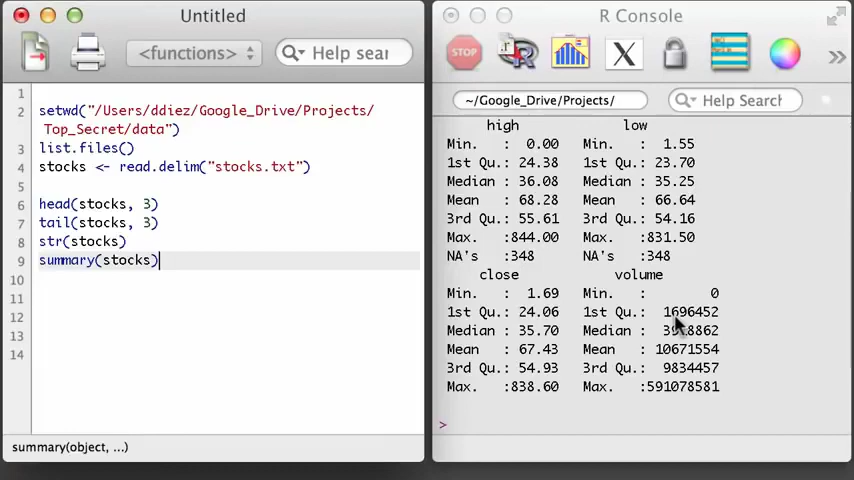 Untitled
<functions>
Help sear
1
2 setwd("/Users/ddiez/Google_Drive/Projects/
Top_Secret/data")
3 list.files()
4 stocks <- read.delim("stocks.txt")
5
6 head(stocks, 3)
7 tail(stocks, 3)
8 str(stocks)
9 summary(stocks)
10
11
12
13
14
summary(object, ...)
R Console
STOP
R
X
~/Google_Drive/Projects/
Help Search
high low
Min. : 0.00 Min. : 1.55
1st Qu.: 24.38 1st Qu.: 23.70
Median : 36.08 Median : 35.25
Mean : 68.28 Mean : 66.64
3rd Qu.: 55.61 3rd Qu.: 54.16
Max. :844.00 Max. :831.50
NA's :348 NA's :348
close volume
Min. : 1.69 Min. : 0
1st Qu.: 24.06 1st Qu.: 1696452
Median : 35.70 Median :
Mean : 67.43 Mean : 10671554
3rd Qu.: 54.93 3rd Qu.: 9834457
Max. :838.60 Max. :591078581
>